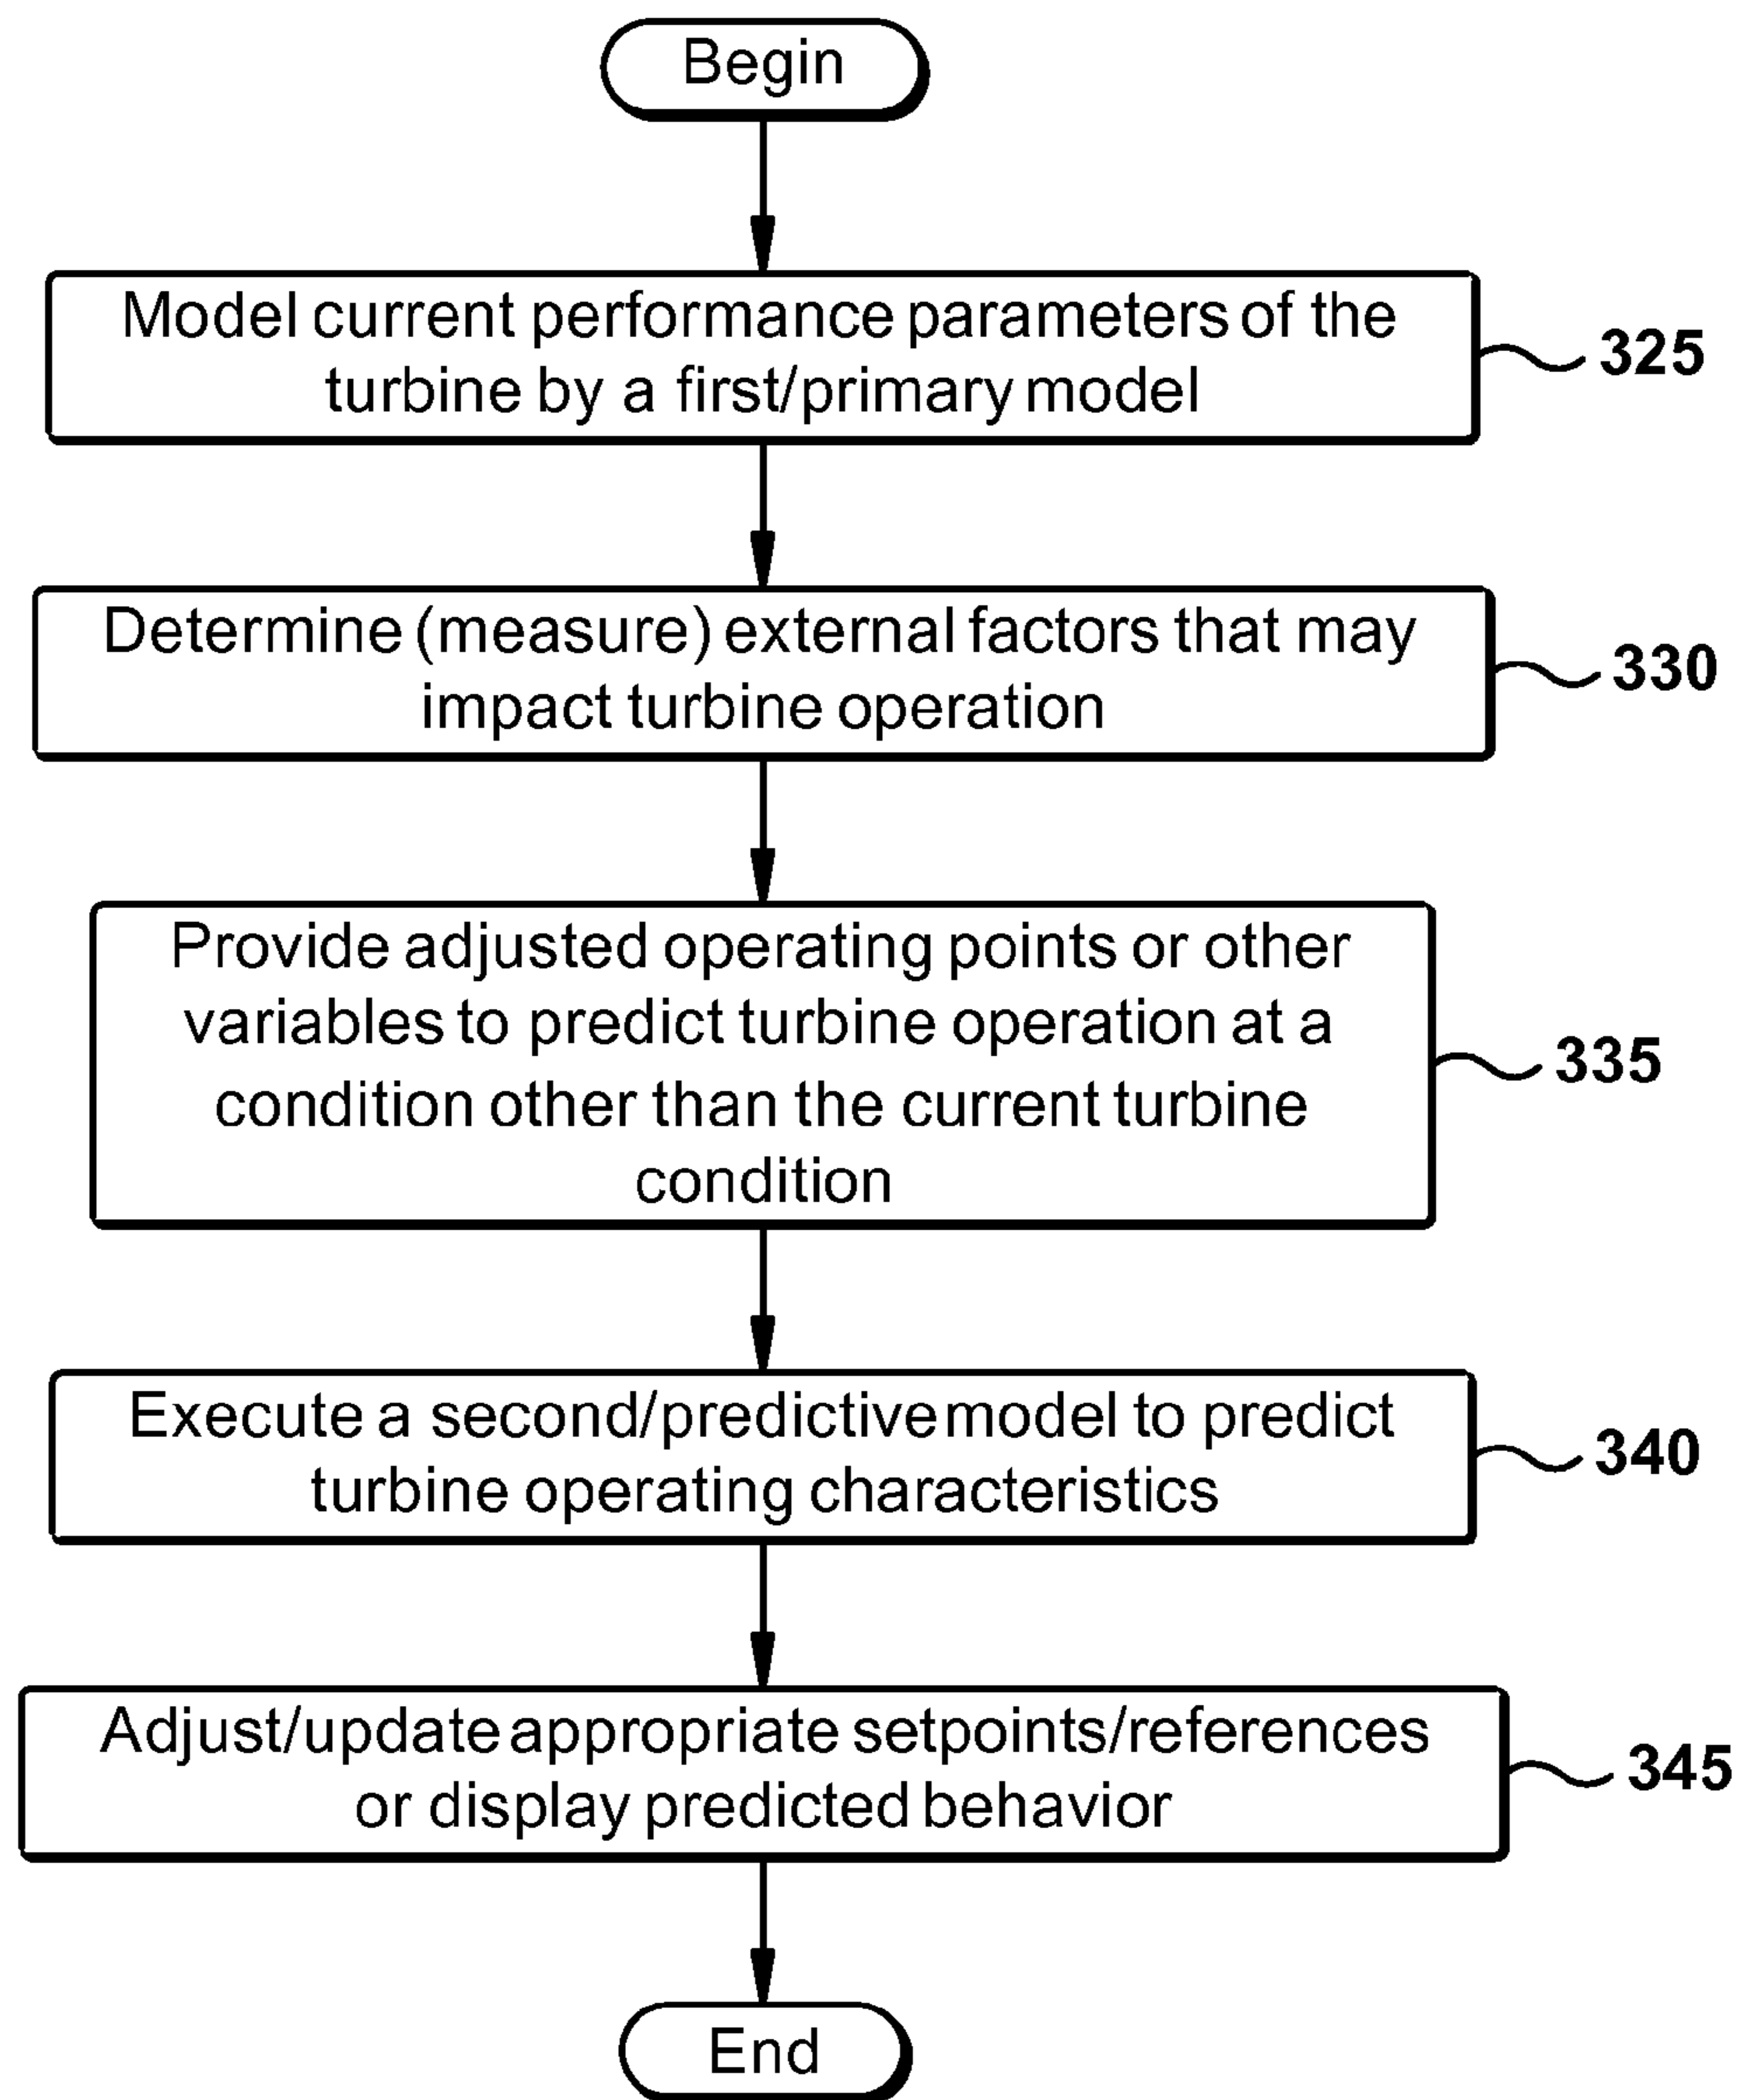 Begin
Model current performance parameters of the
turbine by a first/primary model
325
Determine (measure) external factors that may
impact turbine operation
330
Provide adjusted operating points or other
variables to predict turbine operation at a
condition other than the current turbine
condition
335
Execute a second/predictive model to predict
turbine operating characteristics
340
Adjust/update appropriate setpoints/references
or display predicted behavior
345
End